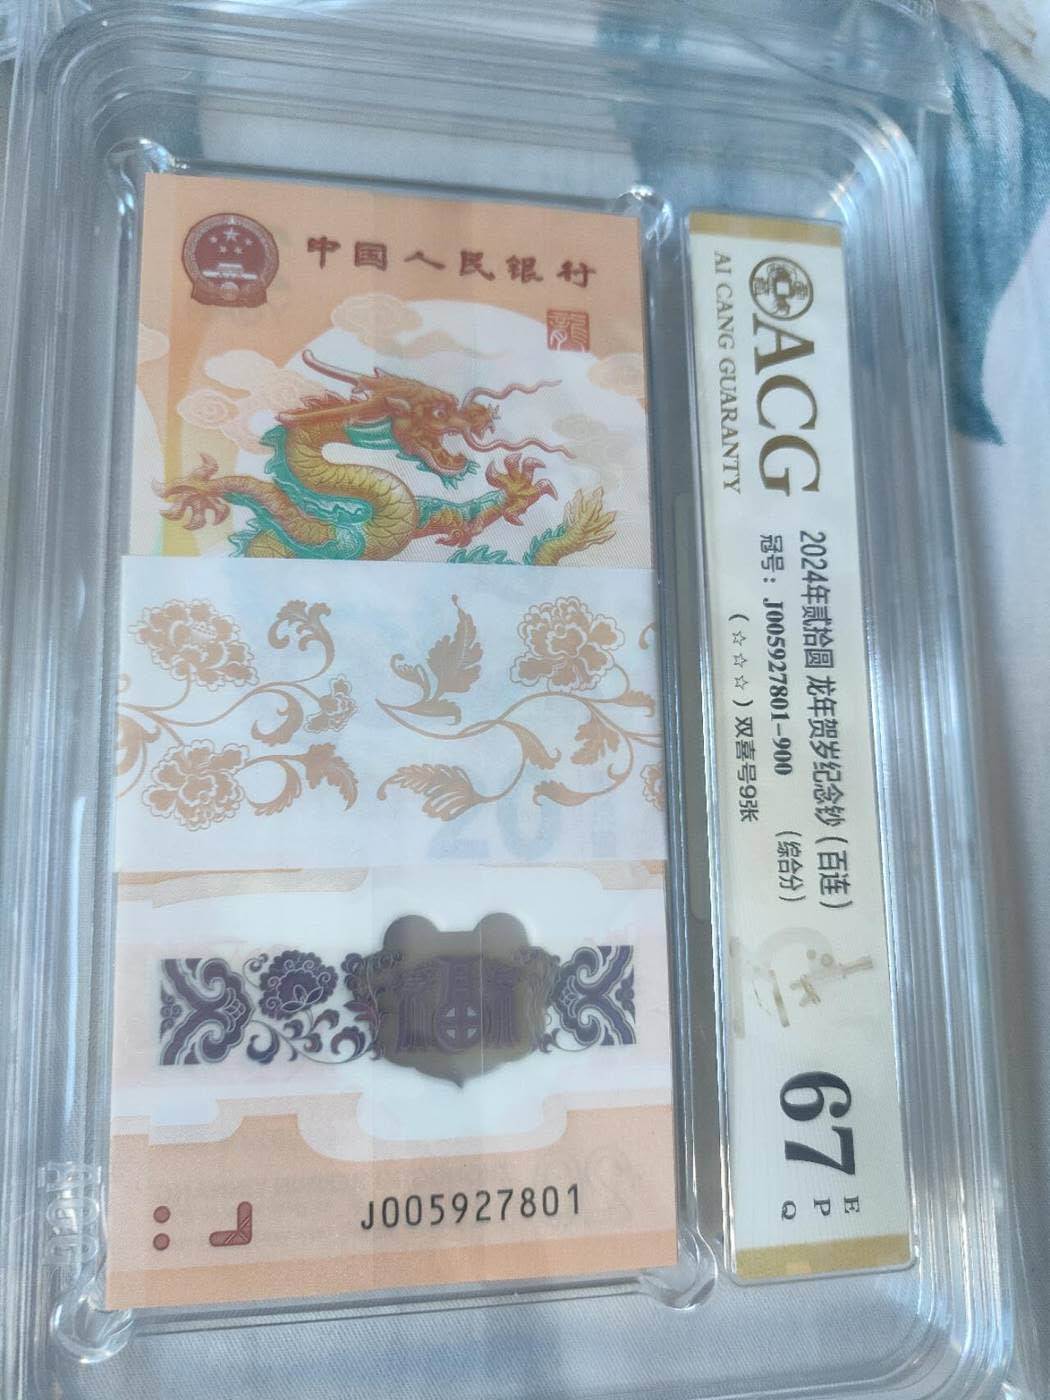 中国人民银行
龍
J005927801
ACG
AI CANG GUARANTY
2024年贰拾圆 龙年贺岁纪念钞（百连）
冠号：J005927801-900 （综合分）
（☆☆☆）双喜号9张
67
EPQ